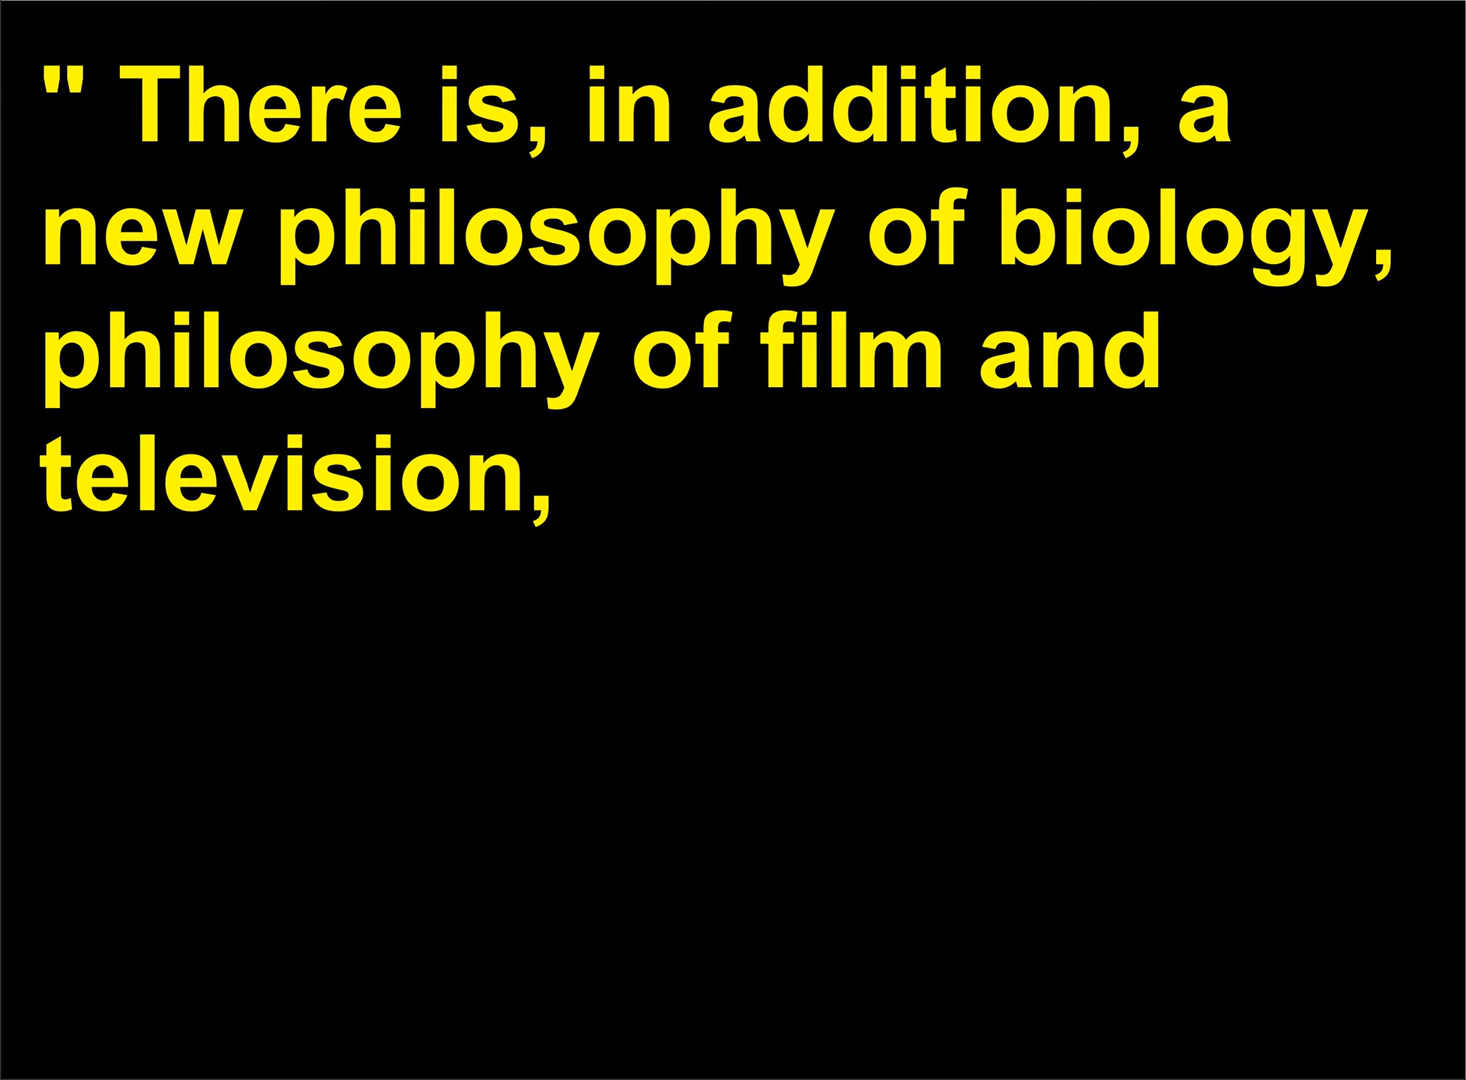 " There is, in addition, a
new philosophy of biology,
philosophy of film and
television,